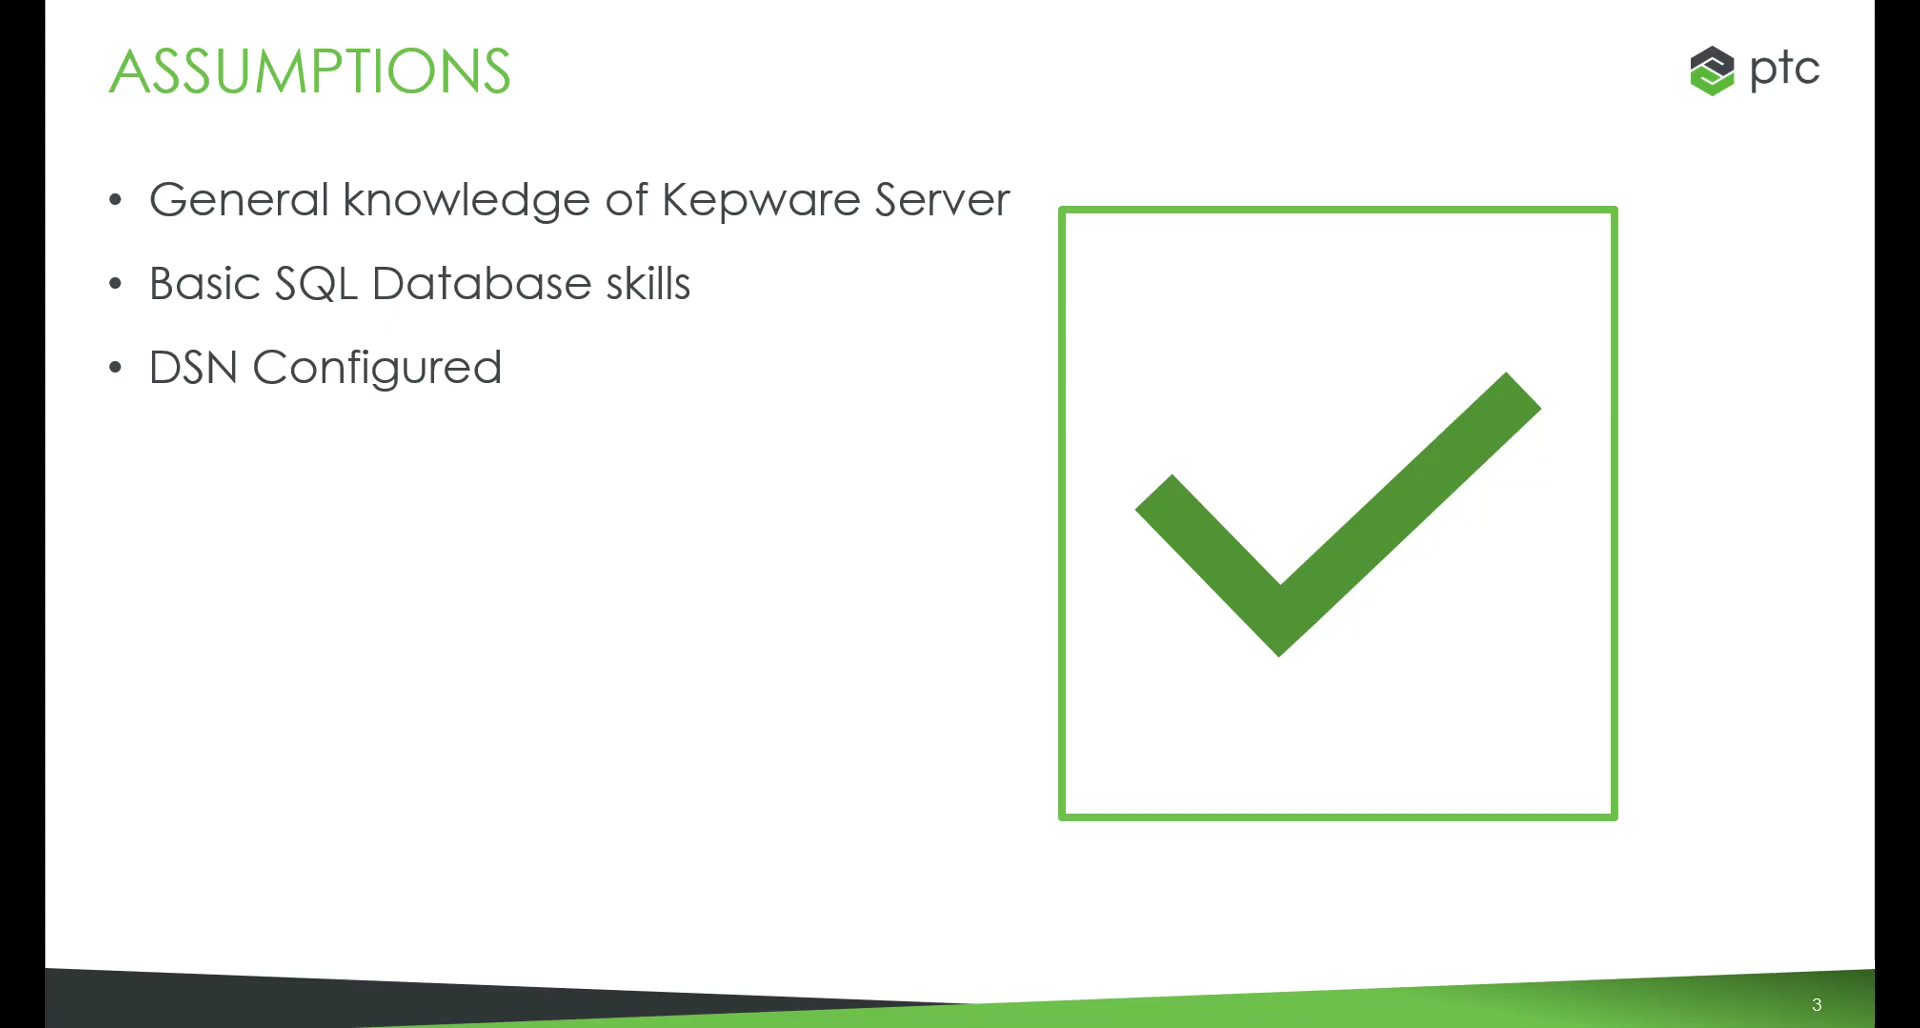 ASSUMPTIONS
ptc
• General knowledge of Kepware Server
• Basic SQL Database skills
• DSN Configured
3